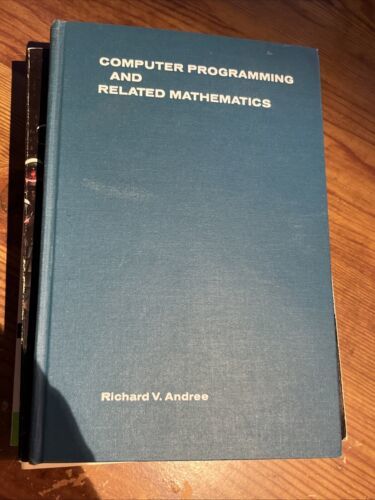 COMPUTER PROGRAMMING
AND
RELATED MATHEMATICS
Richard V. Andree